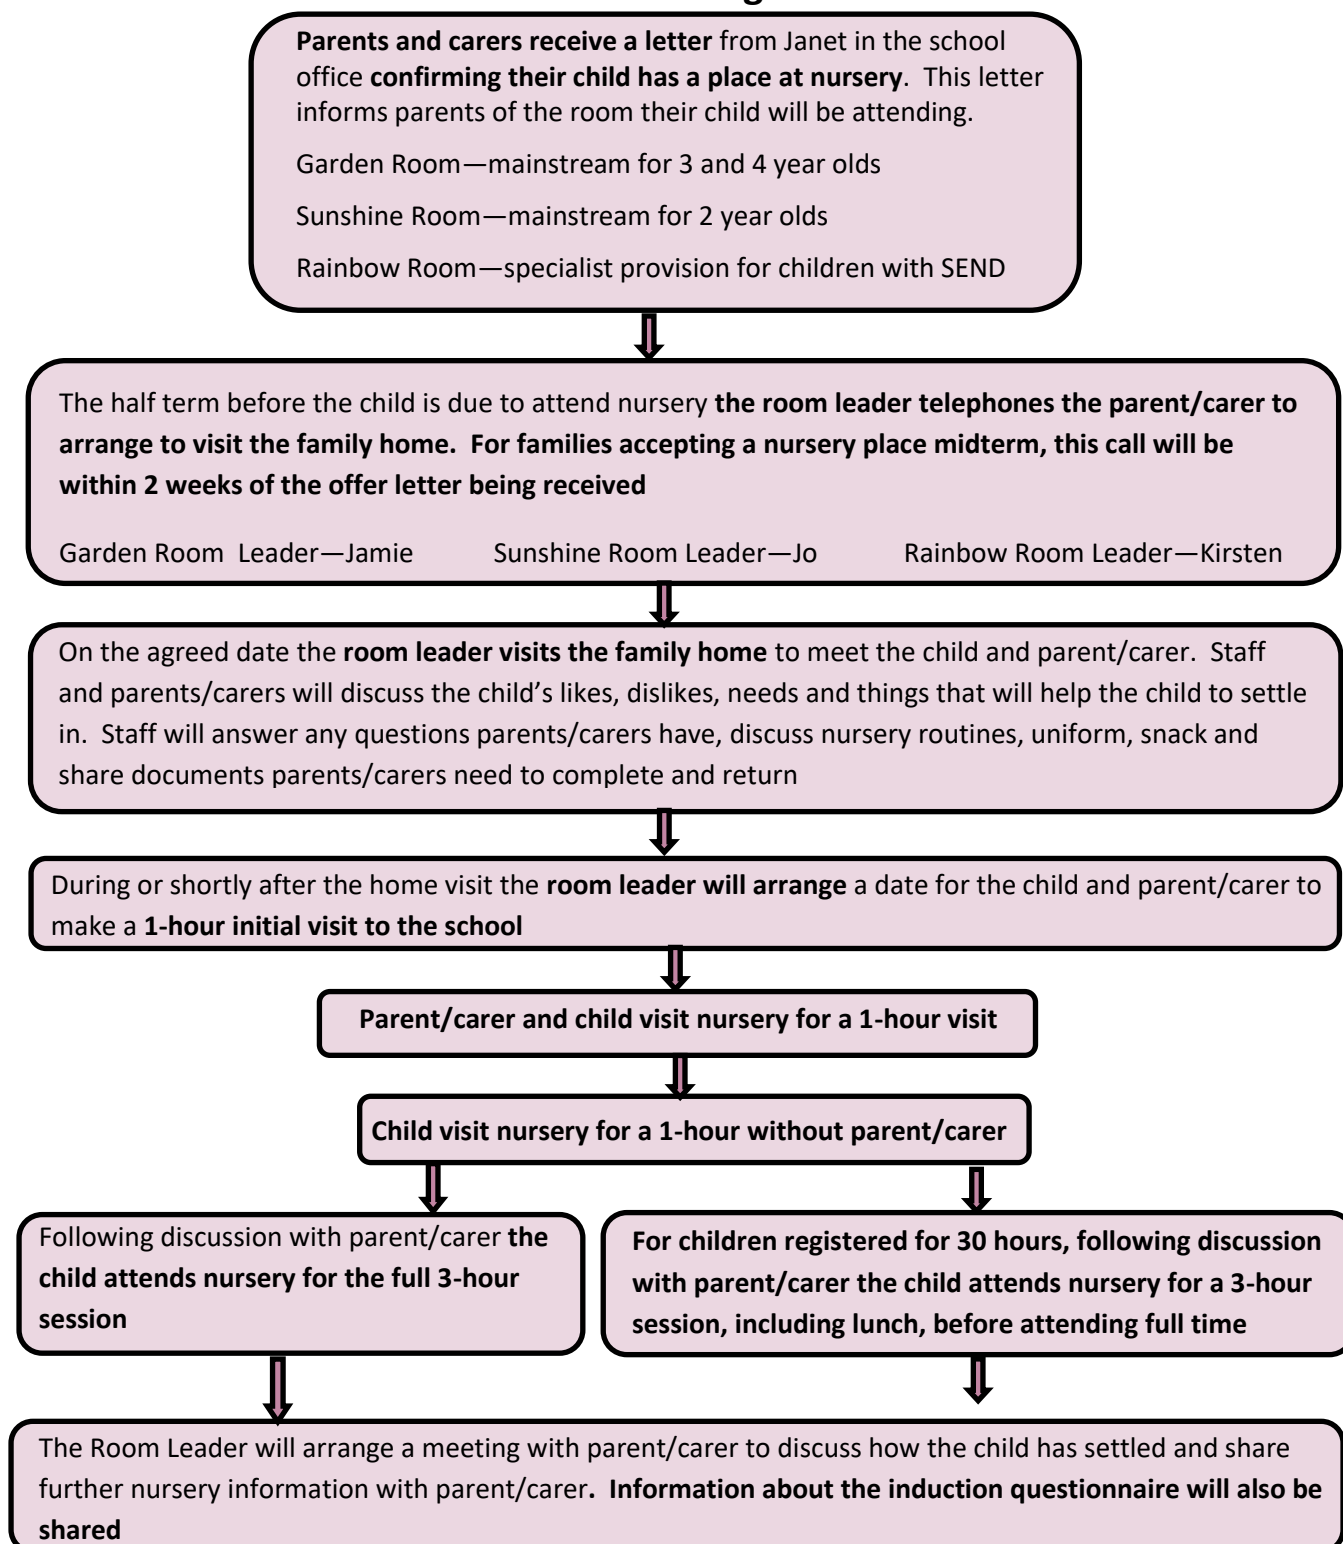 Parents and carers receive a letter from Janet in the school
office confirming their child has a place at nursery.  This letter
informs parents of the room their child will be attending.
Garden Room—mainstream for 3 and 4 year olds
Sunshine Room—mainstream for 2 year olds
Rainbow Room—specialist provision for children with SEND
The half term before the child is due to attend nursery the room leader telephones the parent/carer to
arrange to visit the family home.  For families accepting a nursery place midterm, this call will be
within 2 weeks of the offer letter being received
Garden Room  Leader—Jamie Sunshine Room Leader—Jo Rainbow Room Leader—Kirsten
On the agreed date the room leader visits the family home to meet the child and parent/carer.  Staff
and parents/carers will discuss the child's likes, dislikes, needs and things that will help the child to settle
in.  Staff will answer any questions parents/carers have, discuss nursery routines, uniform, snack and
share documents parents/carers need to complete and return
During or shortly after the home visit the room leader will arrange a date for the child and parent/carer to
make a 1-hour initial visit to the school
Parent/carer and child visit nursery for a 1-hour visit
Child visit nursery for a 1-hour without parent/carer
Following discussion with parent/carer the
child attends nursery for the full 3-hour
session
For children registered for 30 hours, following discussion
with parent/carer the child attends nursery for a 3-hour
session, including lunch, before attending full time
The Room Leader will arrange a meeting with parent/carer to discuss how the child has settled and share
further nursery information with parent/carer.  Information about the induction questionnaire will also be
shared